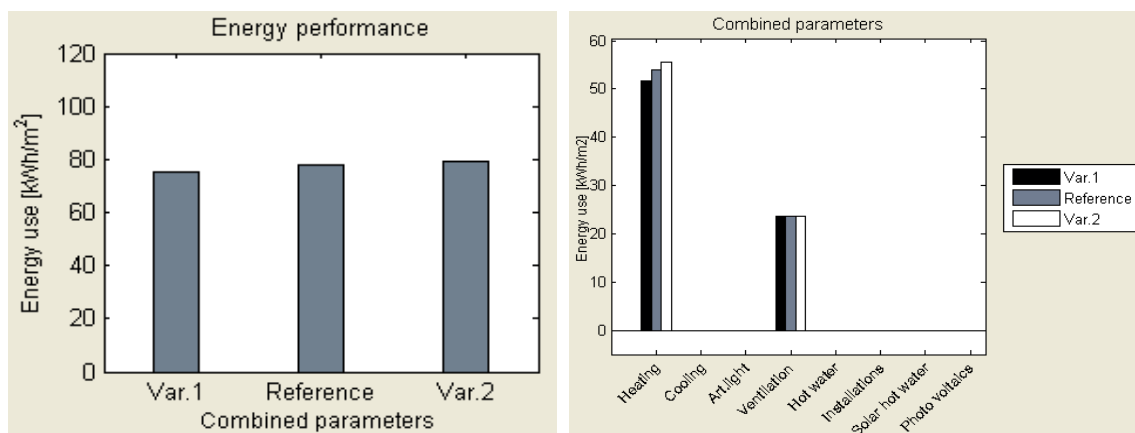 Energy performance
Energy use [kWh/m²]
120
100
80
60
40
20
0
Var.1 Reference Var.2
Combined parameters
Combined parameters
Energy use [kWh/m2]
60
50
40
30
20
10
0
Heating
Cooling
Art.light
Ventilation
Hot water
Installations
Solar hot water
Photo voltaics
Var.1
Reference
Var.2